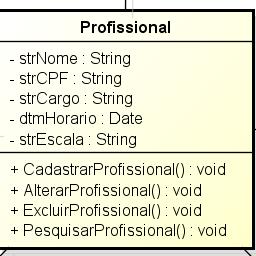 Profissional
- strNome : String
- strCPF : String
- strCargo : String
- dtmHorario : Date
- strEscala : String
+ CadastrarProfissional() : void
+ AlterarProfissional() : void
+ ExcluirProfissional() : void
+ PesquisarProfissional() : void